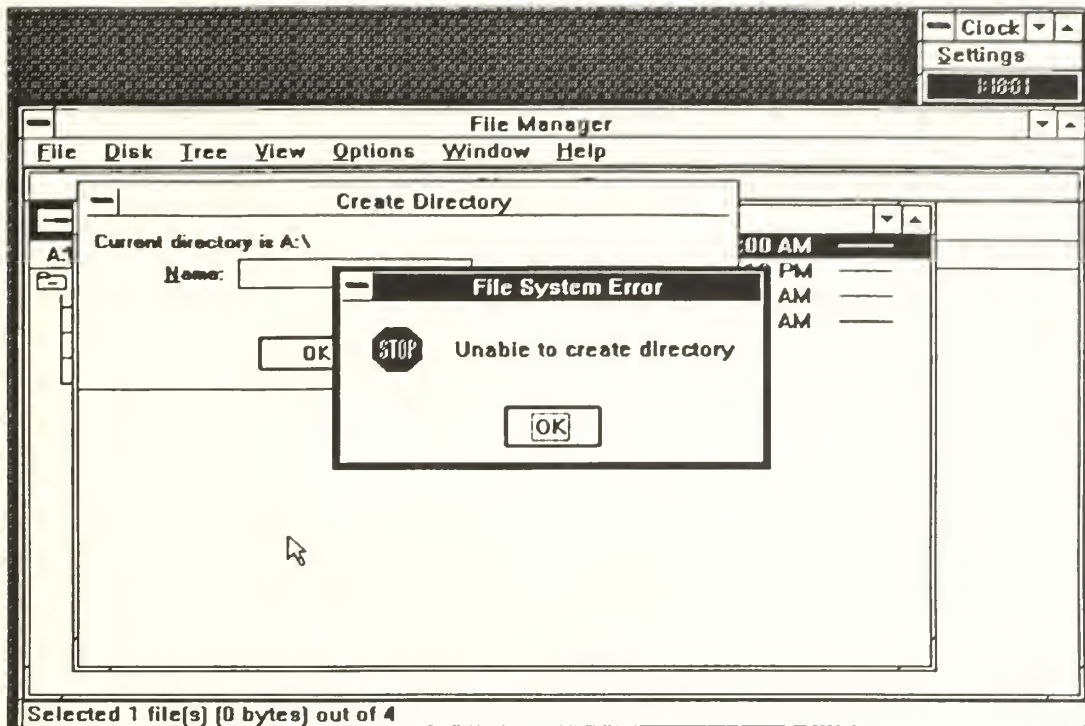 Clock
Settings
File Manager
File Disk Tree View Options Window Help
Create Directory
Current directory is A:\
Name:
:00 AM
PM
AM
AM
A:\
File System Error
STOP
Unable to create directory
OK
OK
Selected 1 file(s) (0 bytes) out of 4